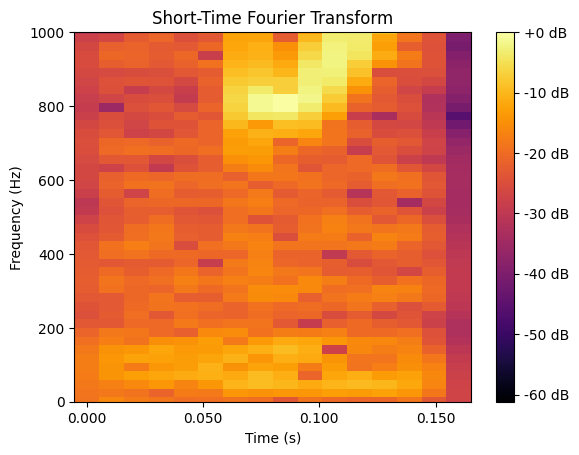 Short-Time Fourier Transform
Frequency (Hz)
1000
800
600
400
200
0
0.000
0.050
0.100
0.150
Time (s)
+0 dB
-10 dB
-20 dB
-30 dB
-40 dB
-50 dB
-60 dB